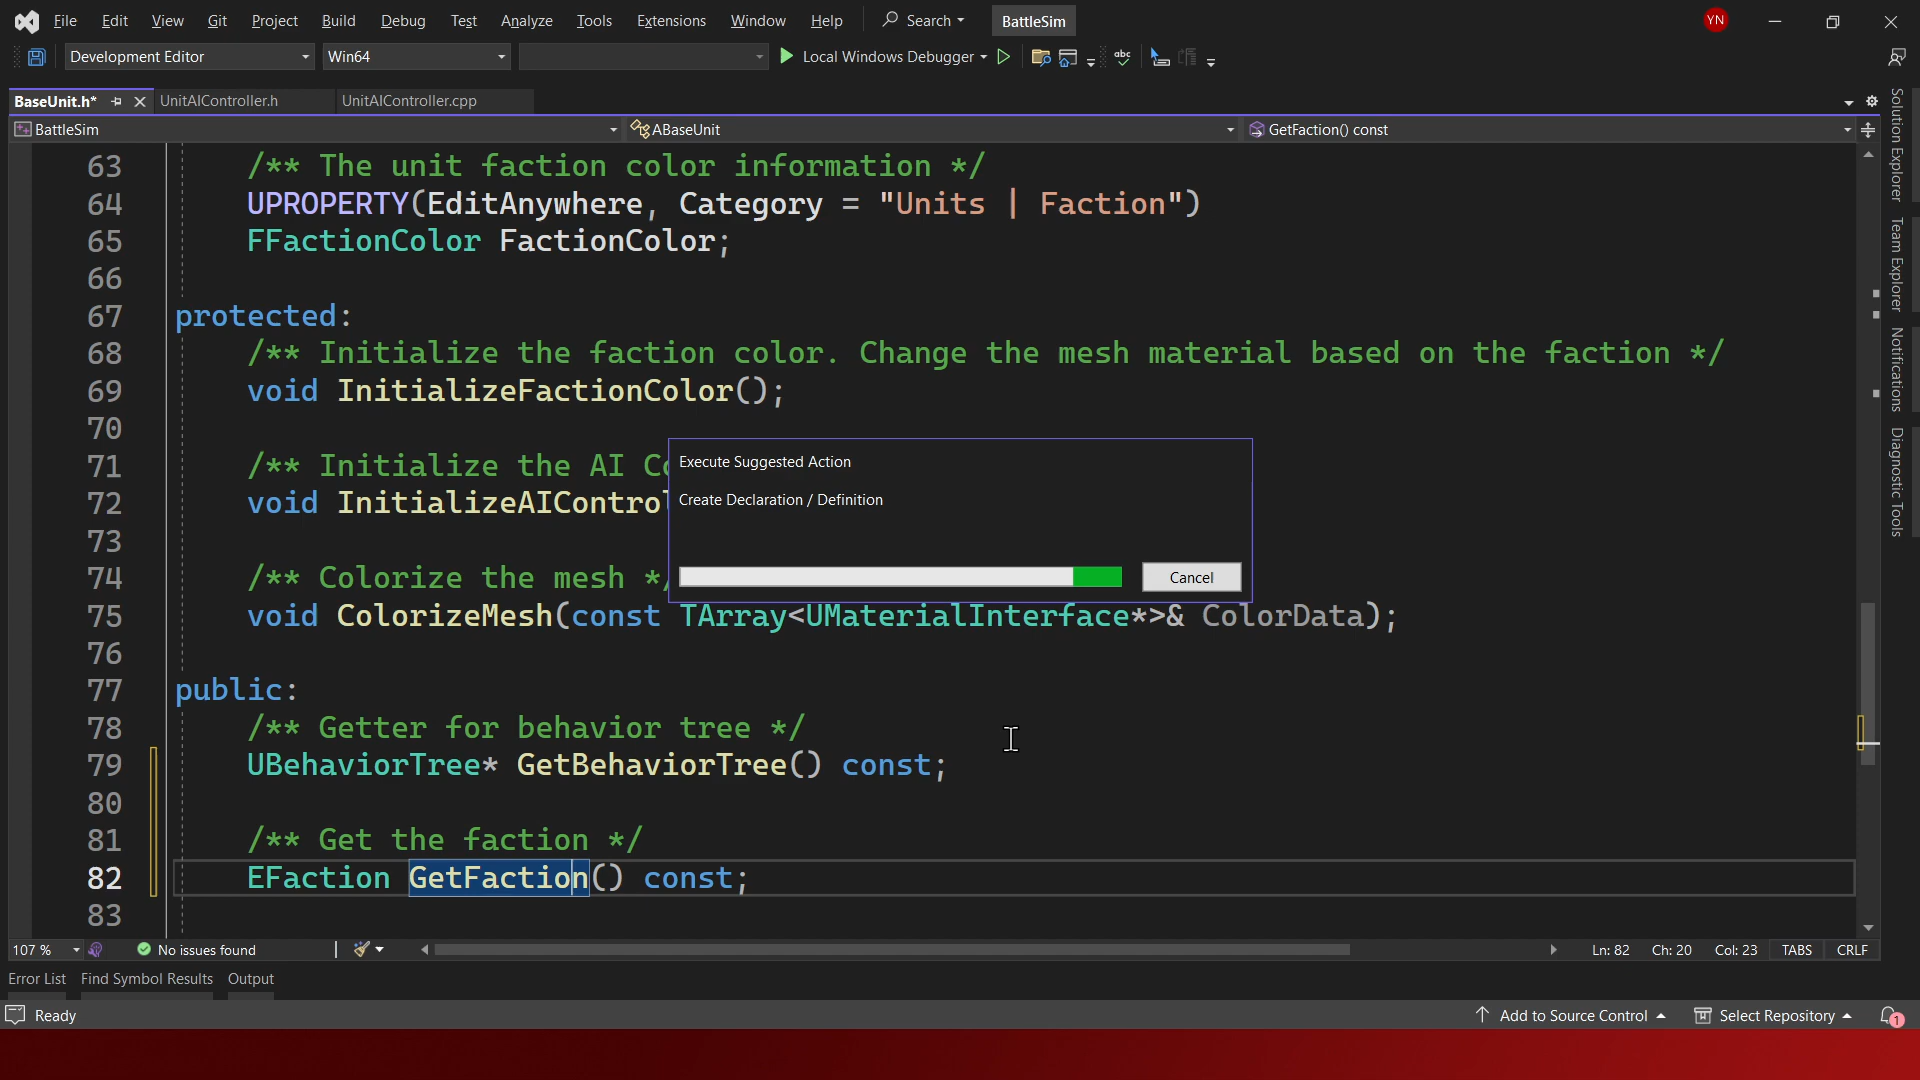 File Edit View Git Project Build Debug Test Analyze Tools Extensions Window Help Search BattleSim YN
Development Editor Win64 Local Windows Debugger
BaseUnit.h* UnitAIController.h UnitAIController.cpp
BattleSim ABaseUnit GetFaction() const
63 /** The unit faction color information */
64 UPROPERTY(EditAnywhere, Category = "Units | Faction")
65 FFactionColor FactionColor;
66
67 protected:
68 /** Initialize the faction color. Change the mesh material based on the faction */
69 void InitializeFactionColor();
70
71 /** Initialize the AI Co
72 void InitializeAIControl
73
74 /** Colorize the mesh */
75 void ColorizeMesh(const TArray<UMaterialInterface*>& ColorData);
76
77 public:
78 /** Getter for behavior tree */
79 UBehaviorTree* GetBehaviorTree() const;
80
81 /** Get the faction */
82 EFaction GetFaction() const;
83
Execute Suggested Action
Create Declaration / Definition
Cancel
Solution Explorer
Team Explorer
Notifications
Diagnostic Tools
107 % No issues found Ln: 82 Ch: 20 Col: 23 TABS CRLF
Error List Find Symbol Results Output
Ready Add to Source Control Select Repository 1